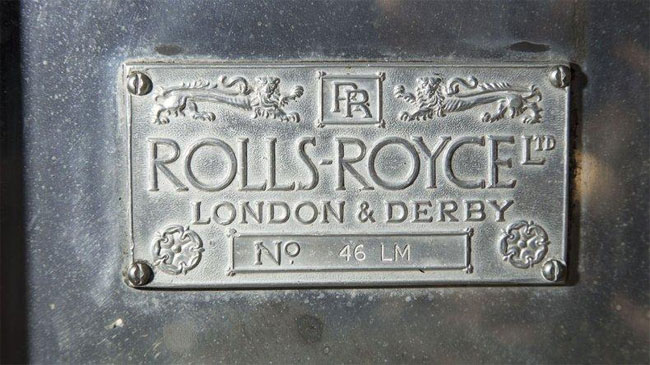 RR
ROLLS-ROYCE LTD
LONDON & DERBY
Nº 46 LM